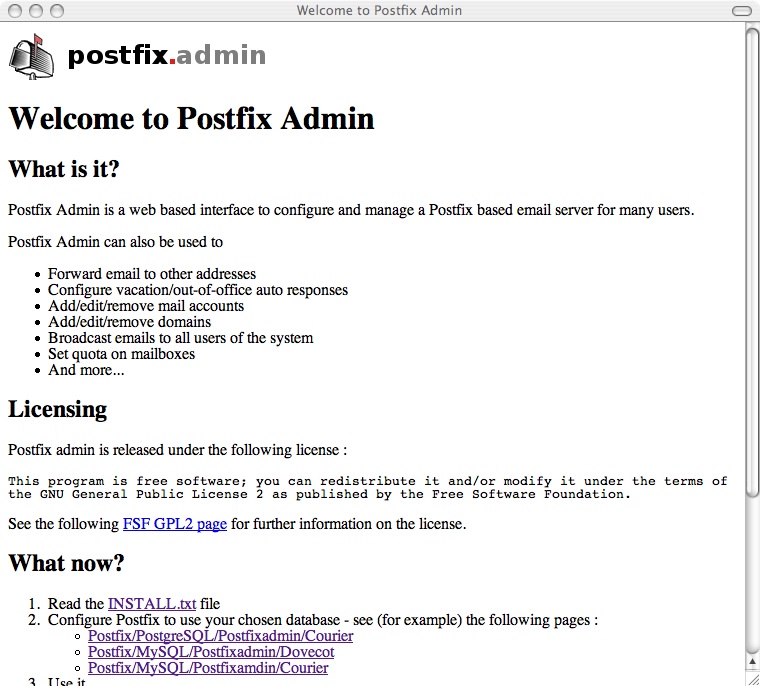 Welcome to Postfix Admin
postfix.admin
Welcome to Postfix Admin
What is it?
Postfix Admin is a web based interface to configure and manage a Postfix based email server for many users.
Postfix Admin can also be used to
• Forward email to other addresses
• Configure vacation/out-of-office auto responses
• Add/edit/remove mail accounts
• Add/edit/remove domains
• Broadcast emails to all users of the system
• Set quota on mailboxes
• And more...
Licensing
Postfix admin is released under the following license :
This program is free software; you can redistribute it and/or modify it under the terms of
the GNU General Public License 2 as published by the Free Software Foundation.
See the following FSF GPL2 page for further information on the license.
What now?
1. Read the INSTALL.txt file
2. Configure Postfix to use your chosen database - see (for example) the following pages :
◦ Postfix/PostgreSQL/Postfixadmin/Courier
◦ Postfix/MySQL/Postfixadmin/Dovecot
◦ Postfix/MySQL/Postfixamdin/Courier
3. Use it